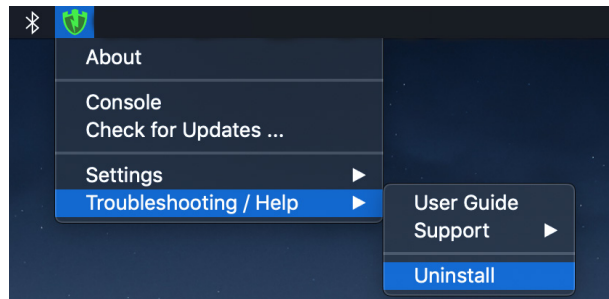 About
Console
Check for Updates ...
Settings
Troubleshooting / Help
User Guide
Support
Uninstall